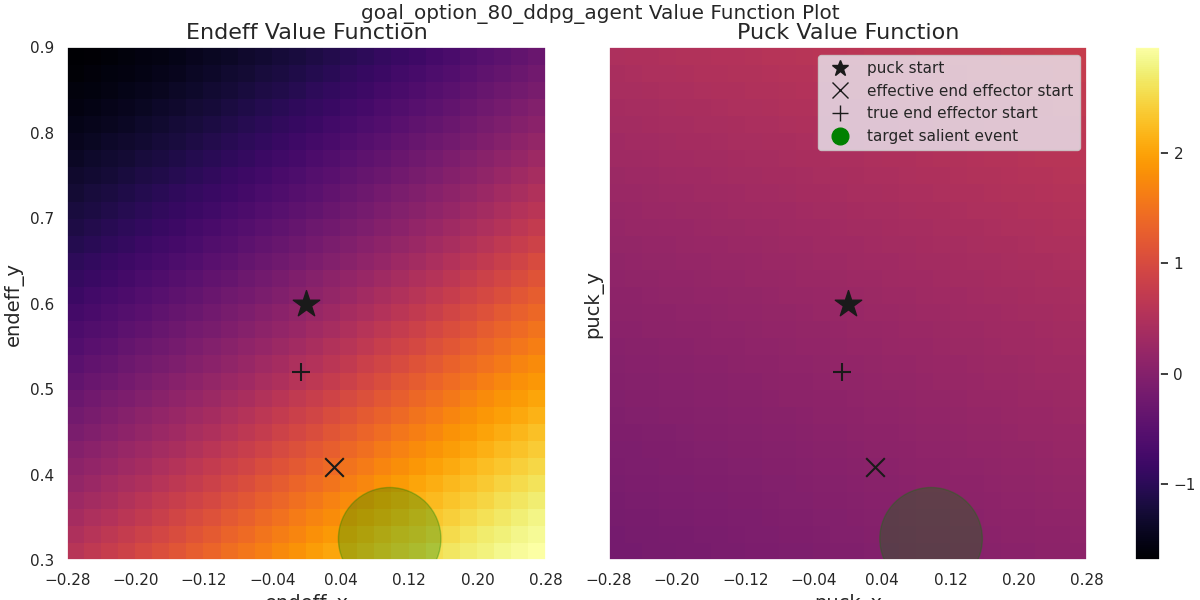 goal_option_80_ddpg_agent Value Function Plot
Endeff Value Function
Puck Value Function
puck start
effective end effector start
true end effector start
target salient event
endeff_y
0.9
0.8
0.7
0.6
0.5
0.4
0.3
−0.28 −0.20 −0.12 −0.04 0.04 0.12 0.20 0.28
endeff_x
puck_y
−0.28 −0.20 −0.12 −0.04 0.04 0.12 0.20 0.28
puck_x
2
1
0
−1